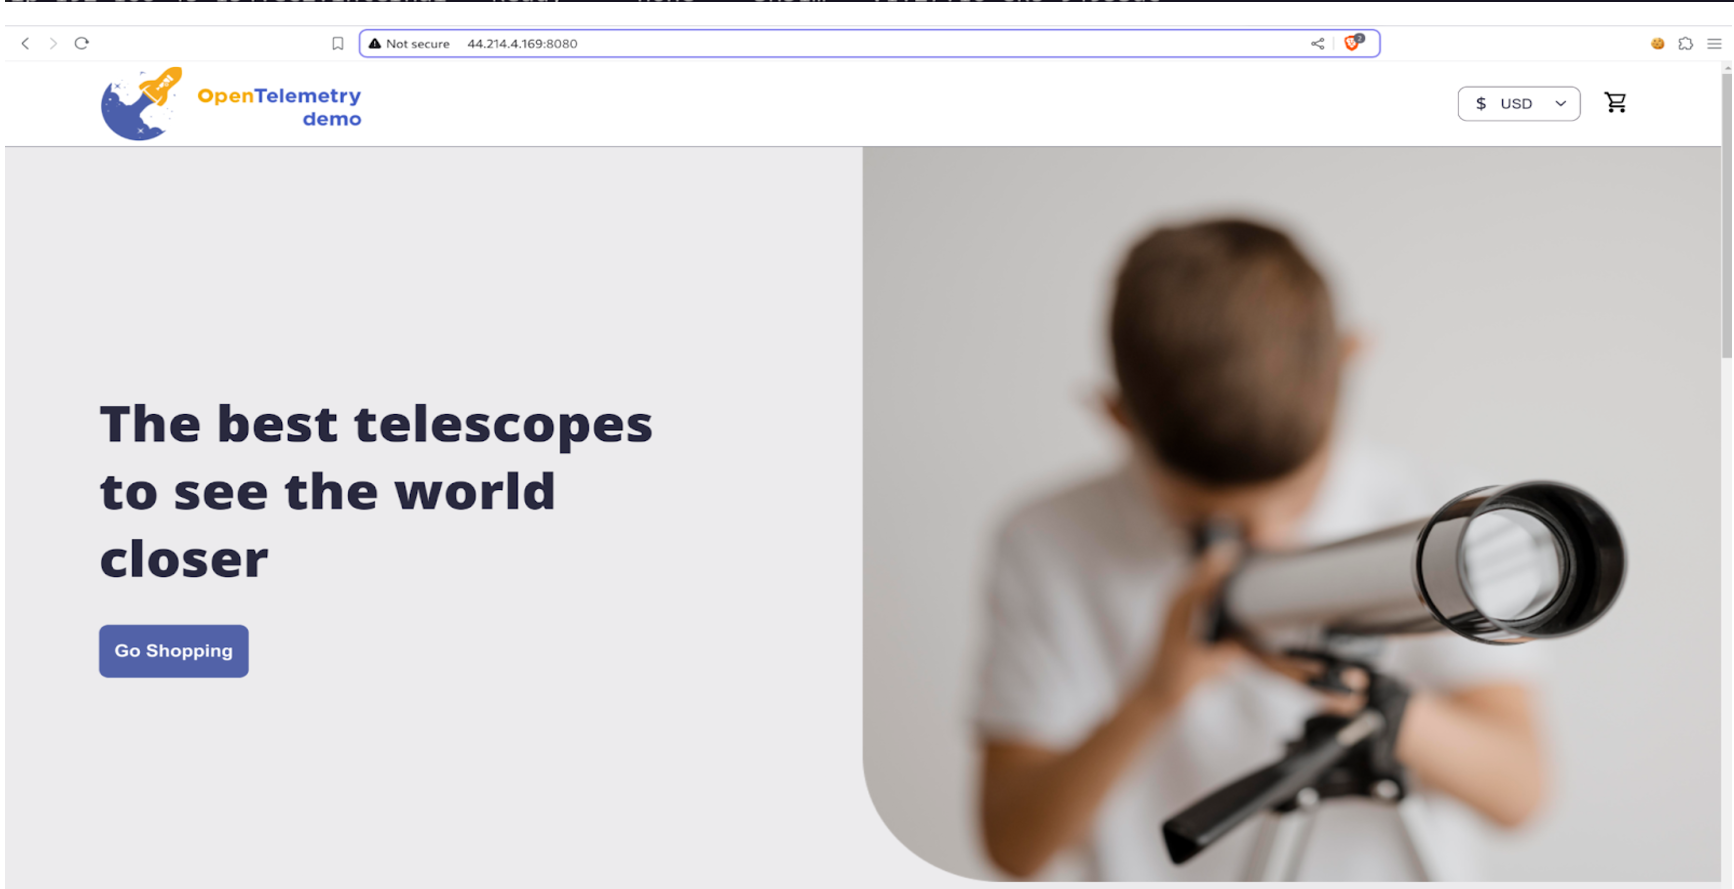 Not secure 44.214.4.169:8080
2
OpenTelemetry
demo
$ USD
The best telescopes
to see the world
closer
Go Shopping